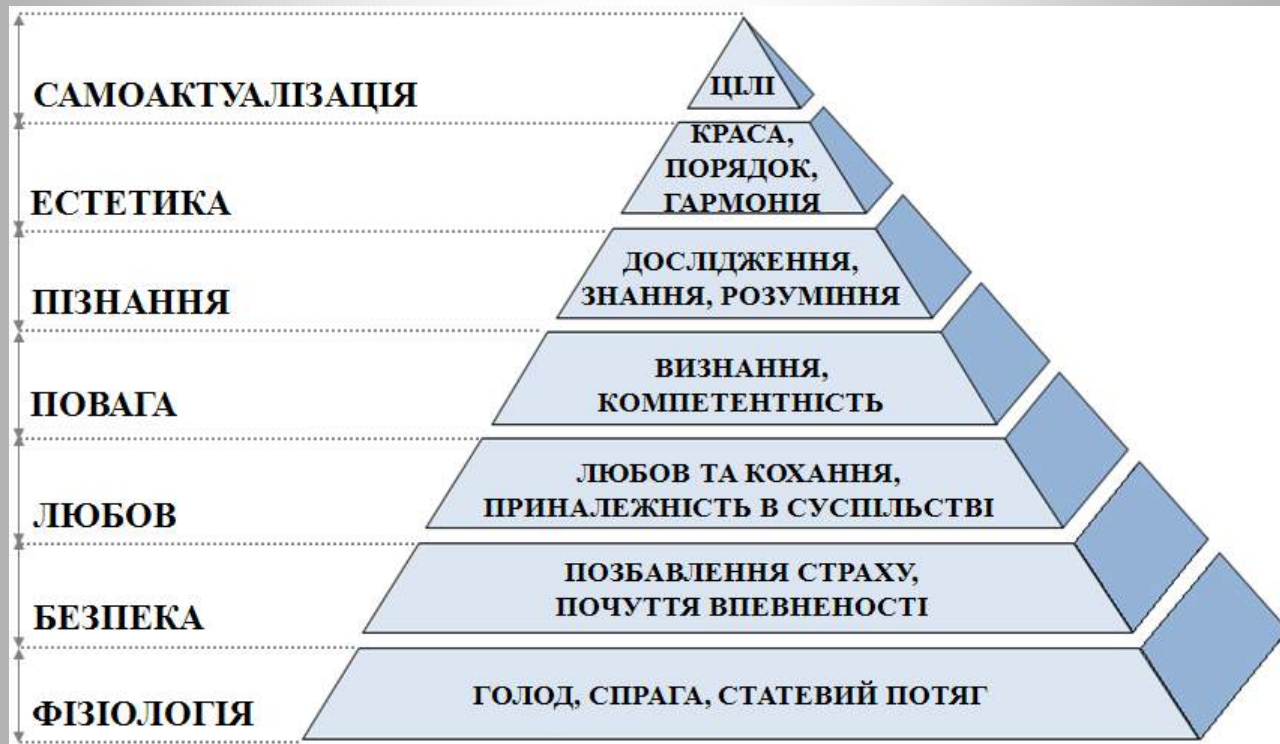 САМОАКТУАЛІЗАЦІЯ
ЦІЛІ
ЕСТЕТИКА
КРАСА,
ПОРЯДОК,
ГАРМОНІЯ
ПІЗНАННЯ
ДОСЛІДЖЕННЯ,
ЗНАННЯ, РОЗУМІННЯ
ПОВАГА
ВИЗНАННЯ,
КОМПЕТЕНТНІСТЬ
ЛЮБОВ
ЛЮБОВ ТА КОХАННЯ,
ПРИНАЛЕЖНІСТЬ В СУСПІЛЬСТВІ
БЕЗПЕКА
ПОЗБАВЛЕННЯ СТРАХУ,
ПОЧУТТЯ ВПЕВНЕНОСТІ
ФІЗІОЛОГІЯ
ГОЛОД, СПРАГА, СТАТЕВИЙ ПОТЯГ